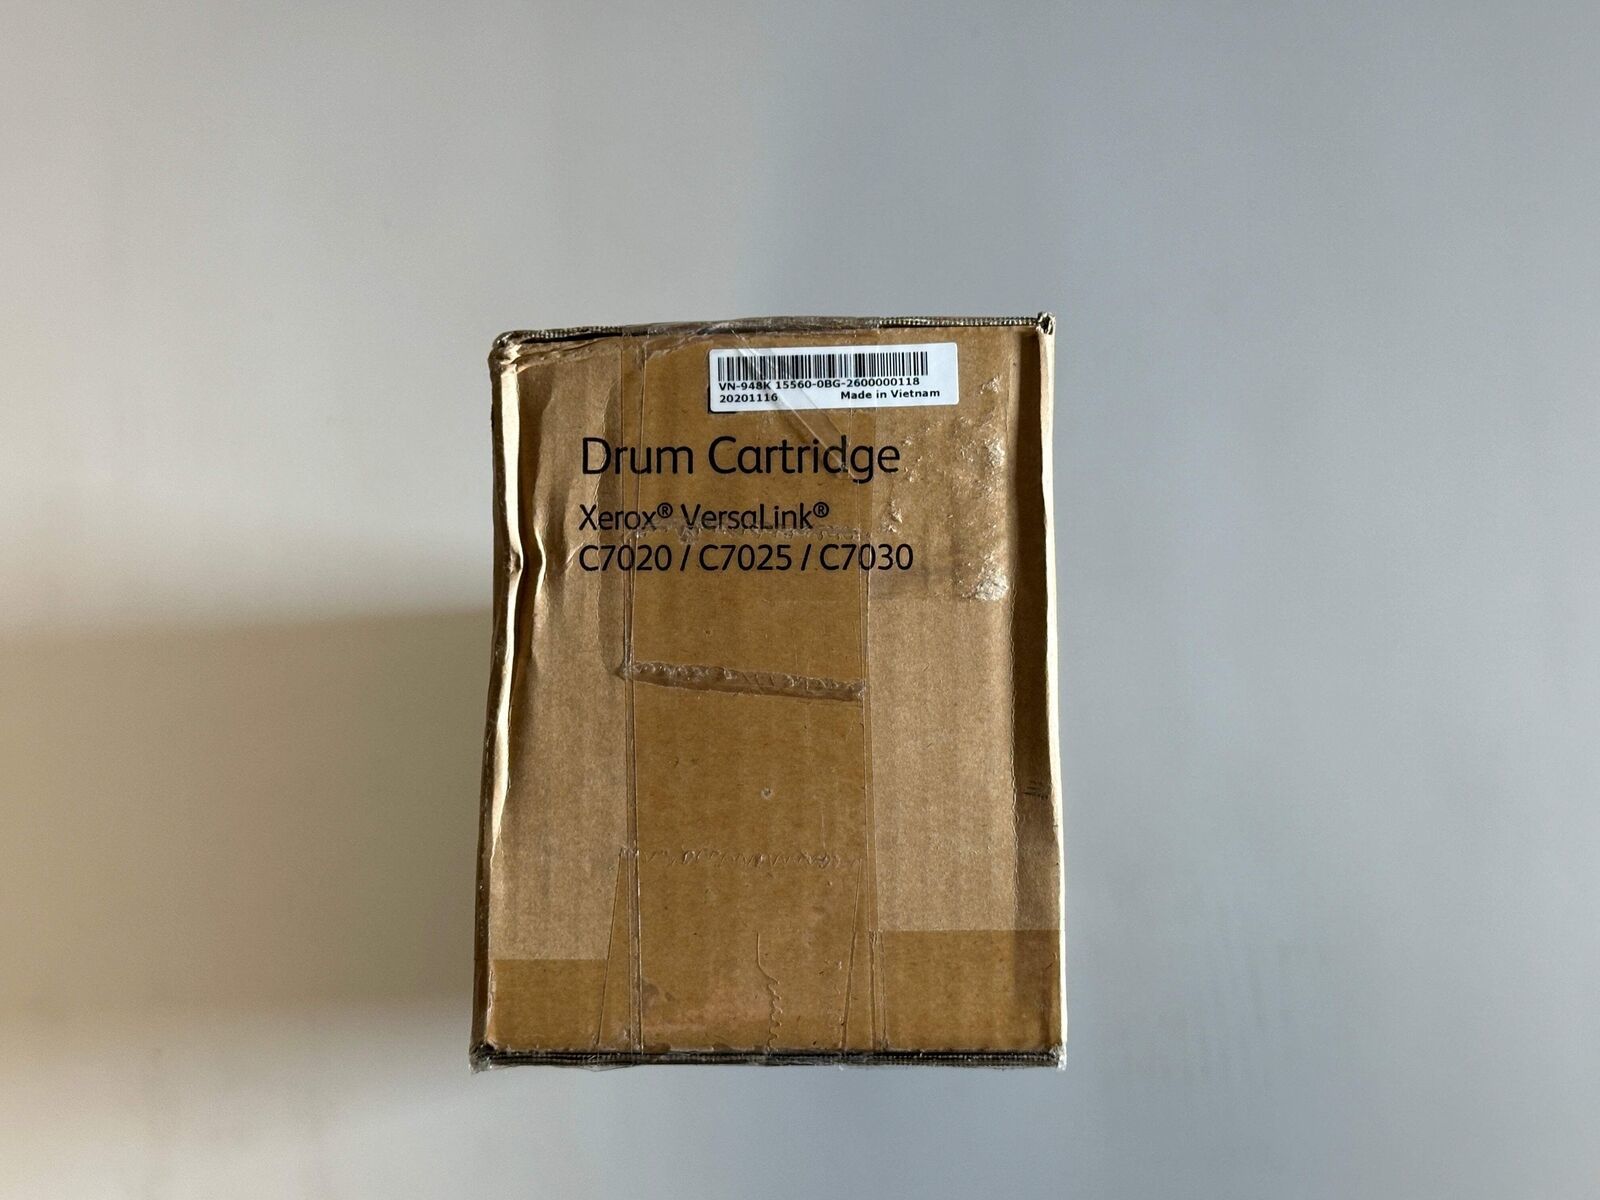 VN-948K 15560-0BG-2600000118
20201116 Made in Vietnam
Drum Cartridge
Xerox® VersaLink®
C7020 / C7025 / C7030